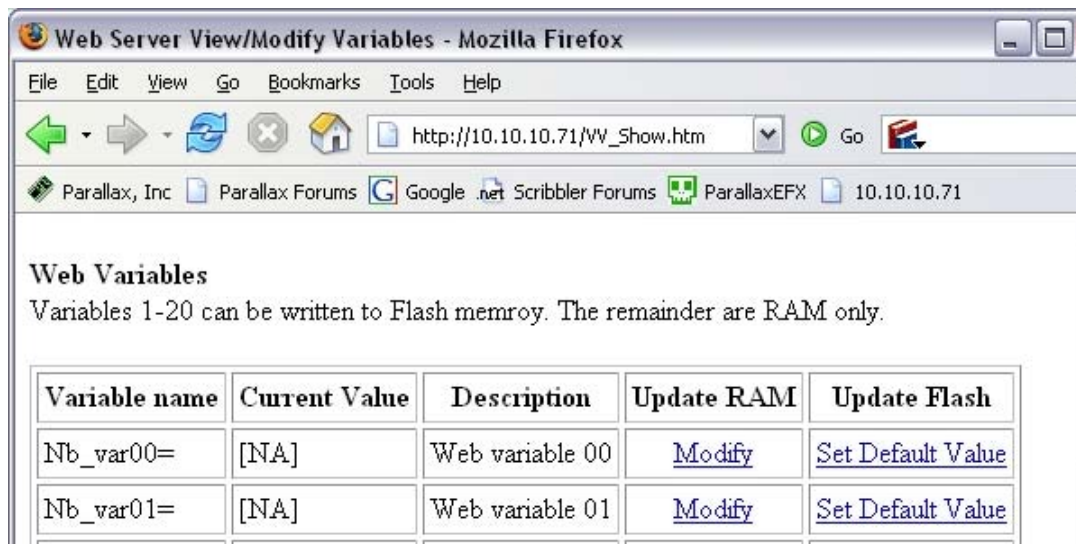 Web Server View/Modify Variables - Mozilla Firefox
File Edit View Go Bookmarks Tools Help
http://10.10.10.71/VV_Show.htm Go
Parallax, Inc Parallax Forums G Google .net Scribbler Forums ParallaxEFX 10.10.10.71
Web Variables
Variables 1-20 can be written to Flash memroy. The remainder are RAM only.
Variable name Current Value Description Update RAM Update Flash
Nb_var00= [NA] Web variable 00 Modify Set Default Value
Nb_var01= [NA] Web variable 01 Modify Set Default Value